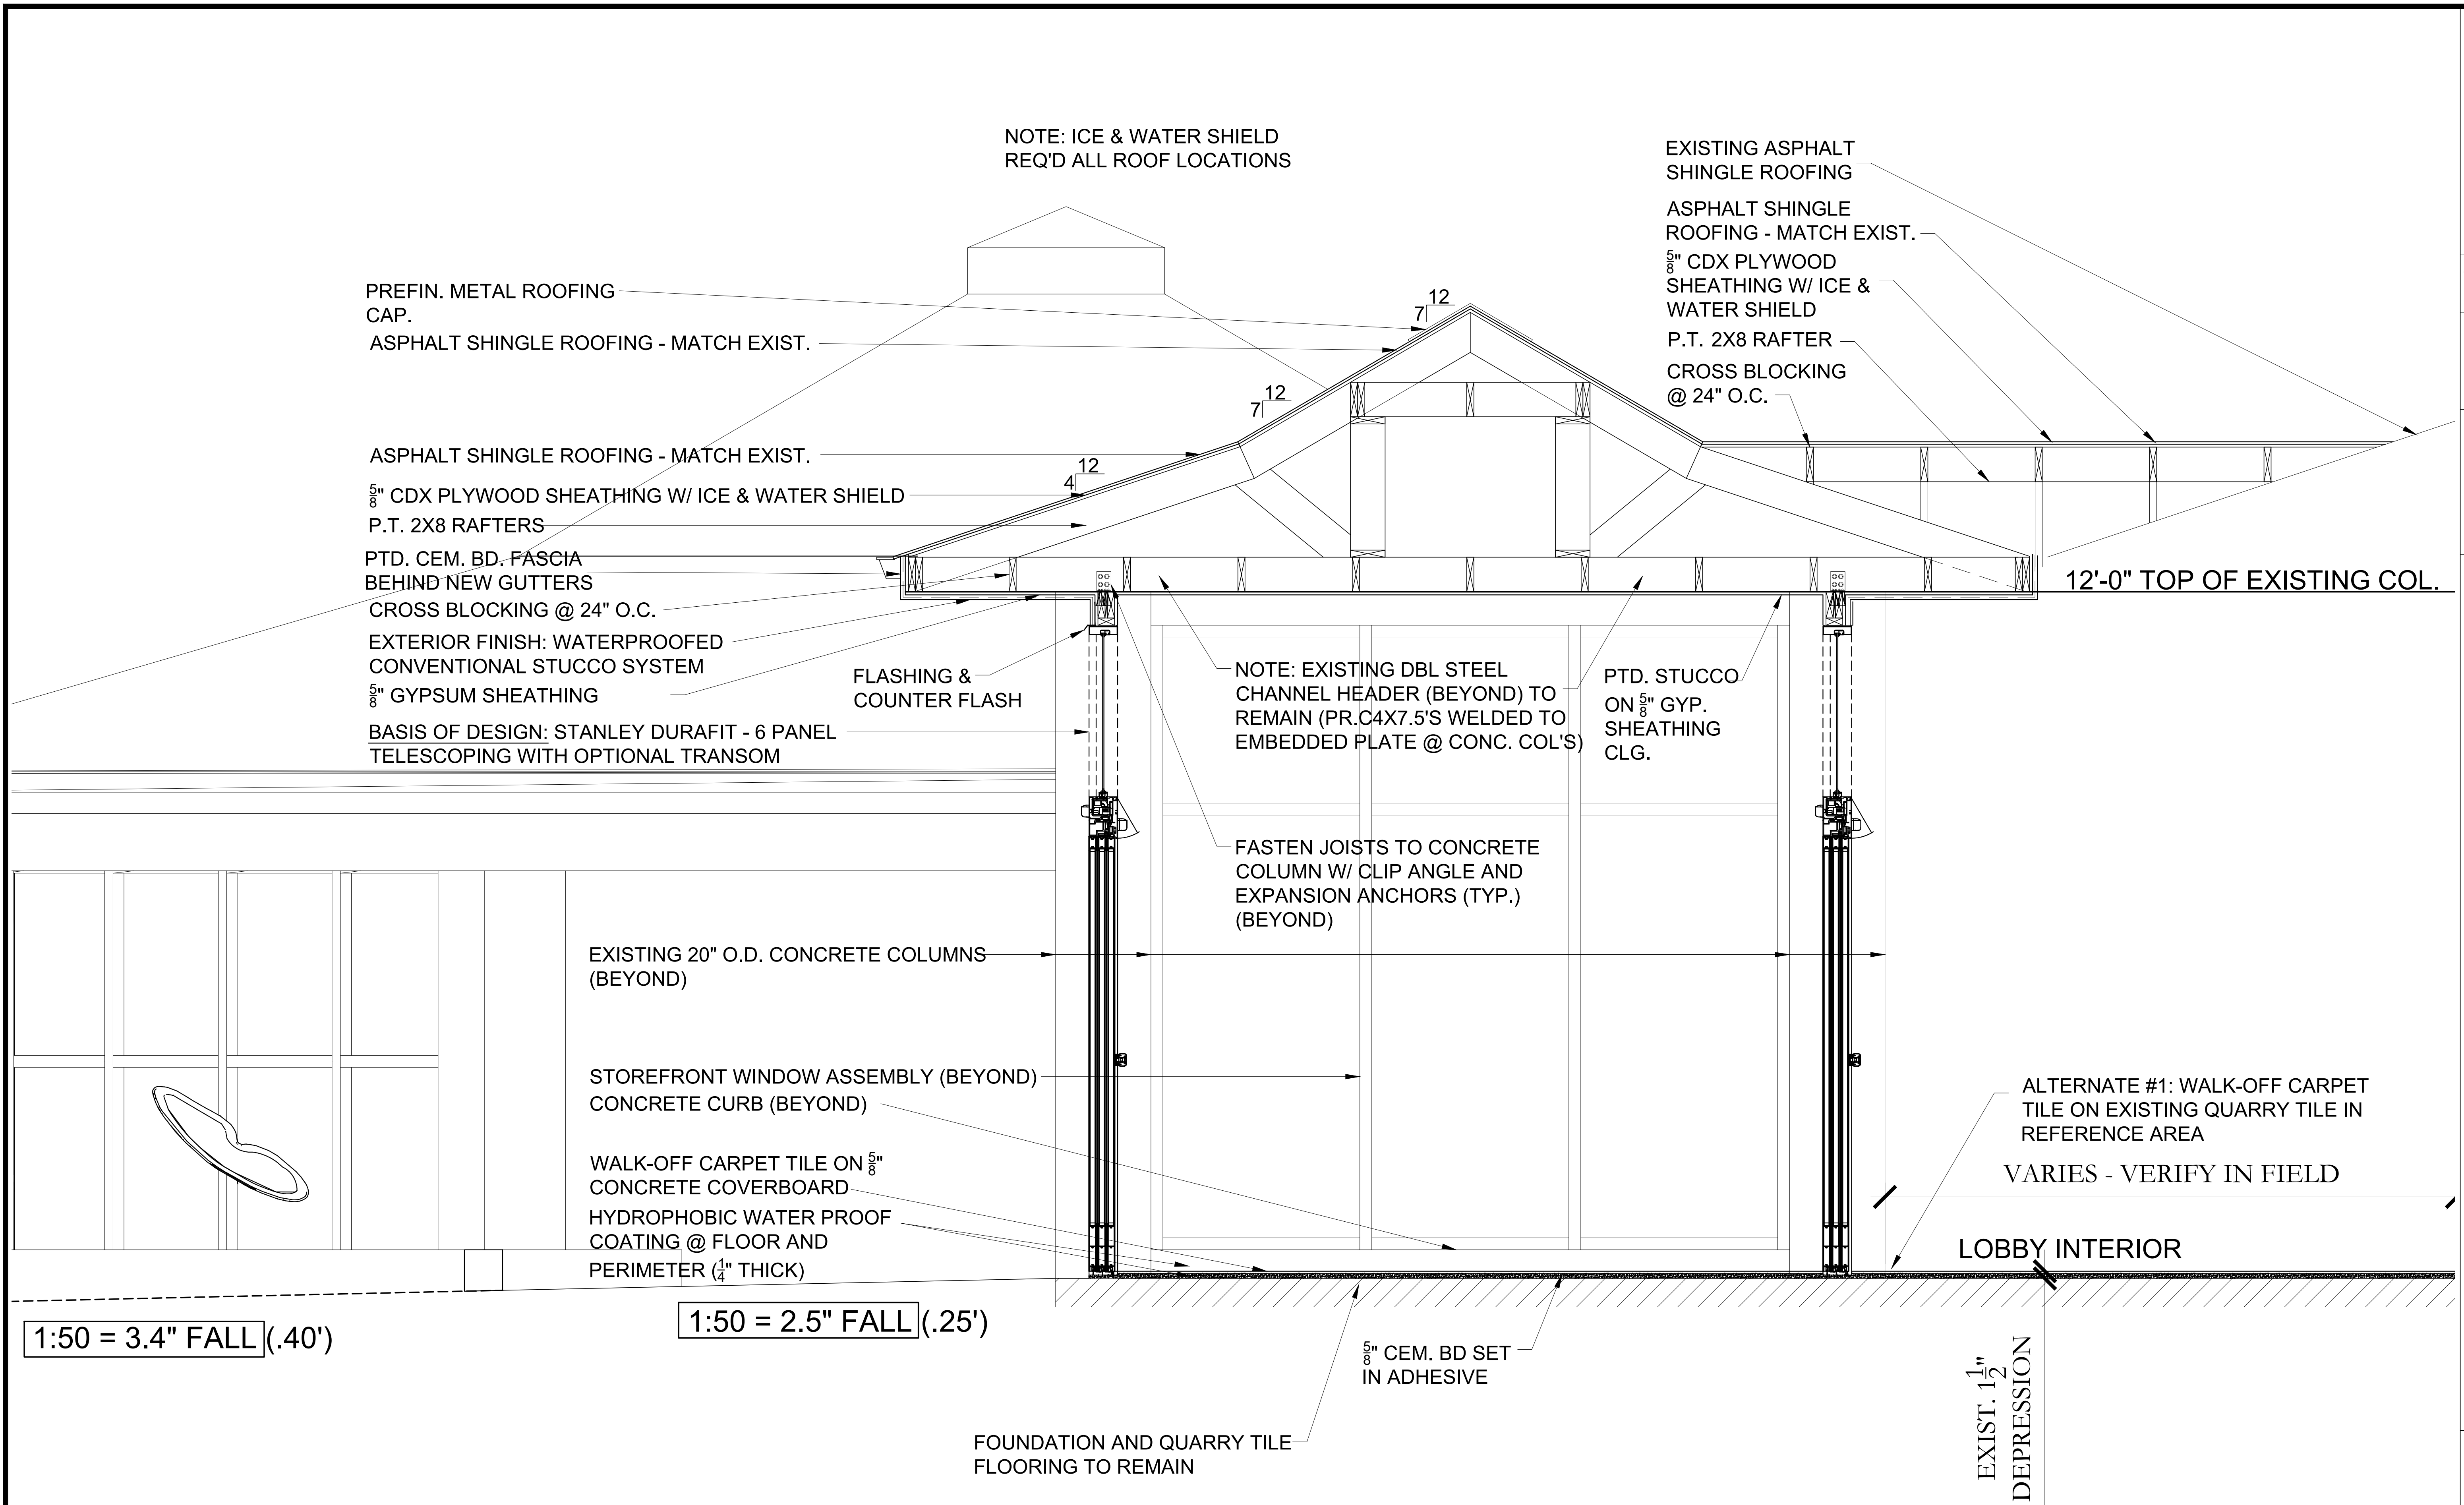 NOTE: ICE & WATER SHIELD
REQ'D ALL ROOF LOCATIONS
EXISTING ASPHALT
SHINGLE ROOFING
ASPHALT SHINGLE
ROOFING - MATCH EXIST.
5/8" CDX PLYWOOD
SHEATHING W/ ICE &
WATER SHIELD
P.T. 2X8 RAFTER
CROSS BLOCKING
@ 24" O.C.
PREFIN. METAL ROOFING
CAP.
ASPHALT SHINGLE ROOFING - MATCH EXIST.
12
7
12
7
ASPHALT SHINGLE ROOFING - MATCH EXIST.
12
4
5/8" CDX PLYWOOD SHEATHING W/ ICE & WATER SHIELD
P.T. 2X8 RAFTERS
PTD. CEM. BD. FASCIA
BEHIND NEW GUTTERS
CROSS BLOCKING @ 24" O.C.
12'-0" TOP OF EXISTING COL.
EXTERIOR FINISH: WATERPROOFED
CONVENTIONAL STUCCO SYSTEM
5/8" GYPSUM SHEATHING
FLASHING &
COUNTER FLASH
BASIS OF DESIGN: STANLEY DURAFIT - 6 PANEL
TELESCOPING WITH OPTIONAL TRANSOM
NOTE: EXISTING DBL STEEL
CHANNEL HEADER (BEYOND) TO
REMAIN (PR.C4X7.5'S WELDED TO
EMBEDDED PLATE @ CONC. COL'S)
PTD. STUCCO
ON 5/8" GYP.
SHEATHING
CLG.
FASTEN JOISTS TO CONCRETE
COLUMN W/ CLIP ANGLE AND
EXPANSION ANCHORS (TYP.)
(BEYOND)
EXISTING 20" O.D. CONCRETE COLUMNS
(BEYOND)
STOREFRONT WINDOW ASSEMBLY (BEYOND)
CONCRETE CURB (BEYOND)
WALK-OFF CARPET TILE ON 5/8"
CONCRETE COVERBOARD
HYDROPHOBIC WATER PROOF
COATING @ FLOOR AND
PERIMETER (1/4" THICK)
ALTERNATE #1: WALK-OFF CARPET
TILE ON EXISTING QUARRY TILE IN
REFERENCE AREA
VARIES - VERIFY IN FIELD
LOBBY INTERIOR
1:50 = 3.4" FALL (.40')
1:50 = 2.5" FALL (.25')
5/8" CEM. BD SET
IN ADHESIVE
FOUNDATION AND QUARRY TILE
FLOORING TO REMAIN
EXIST. 1 1/2"
DEPRESSION